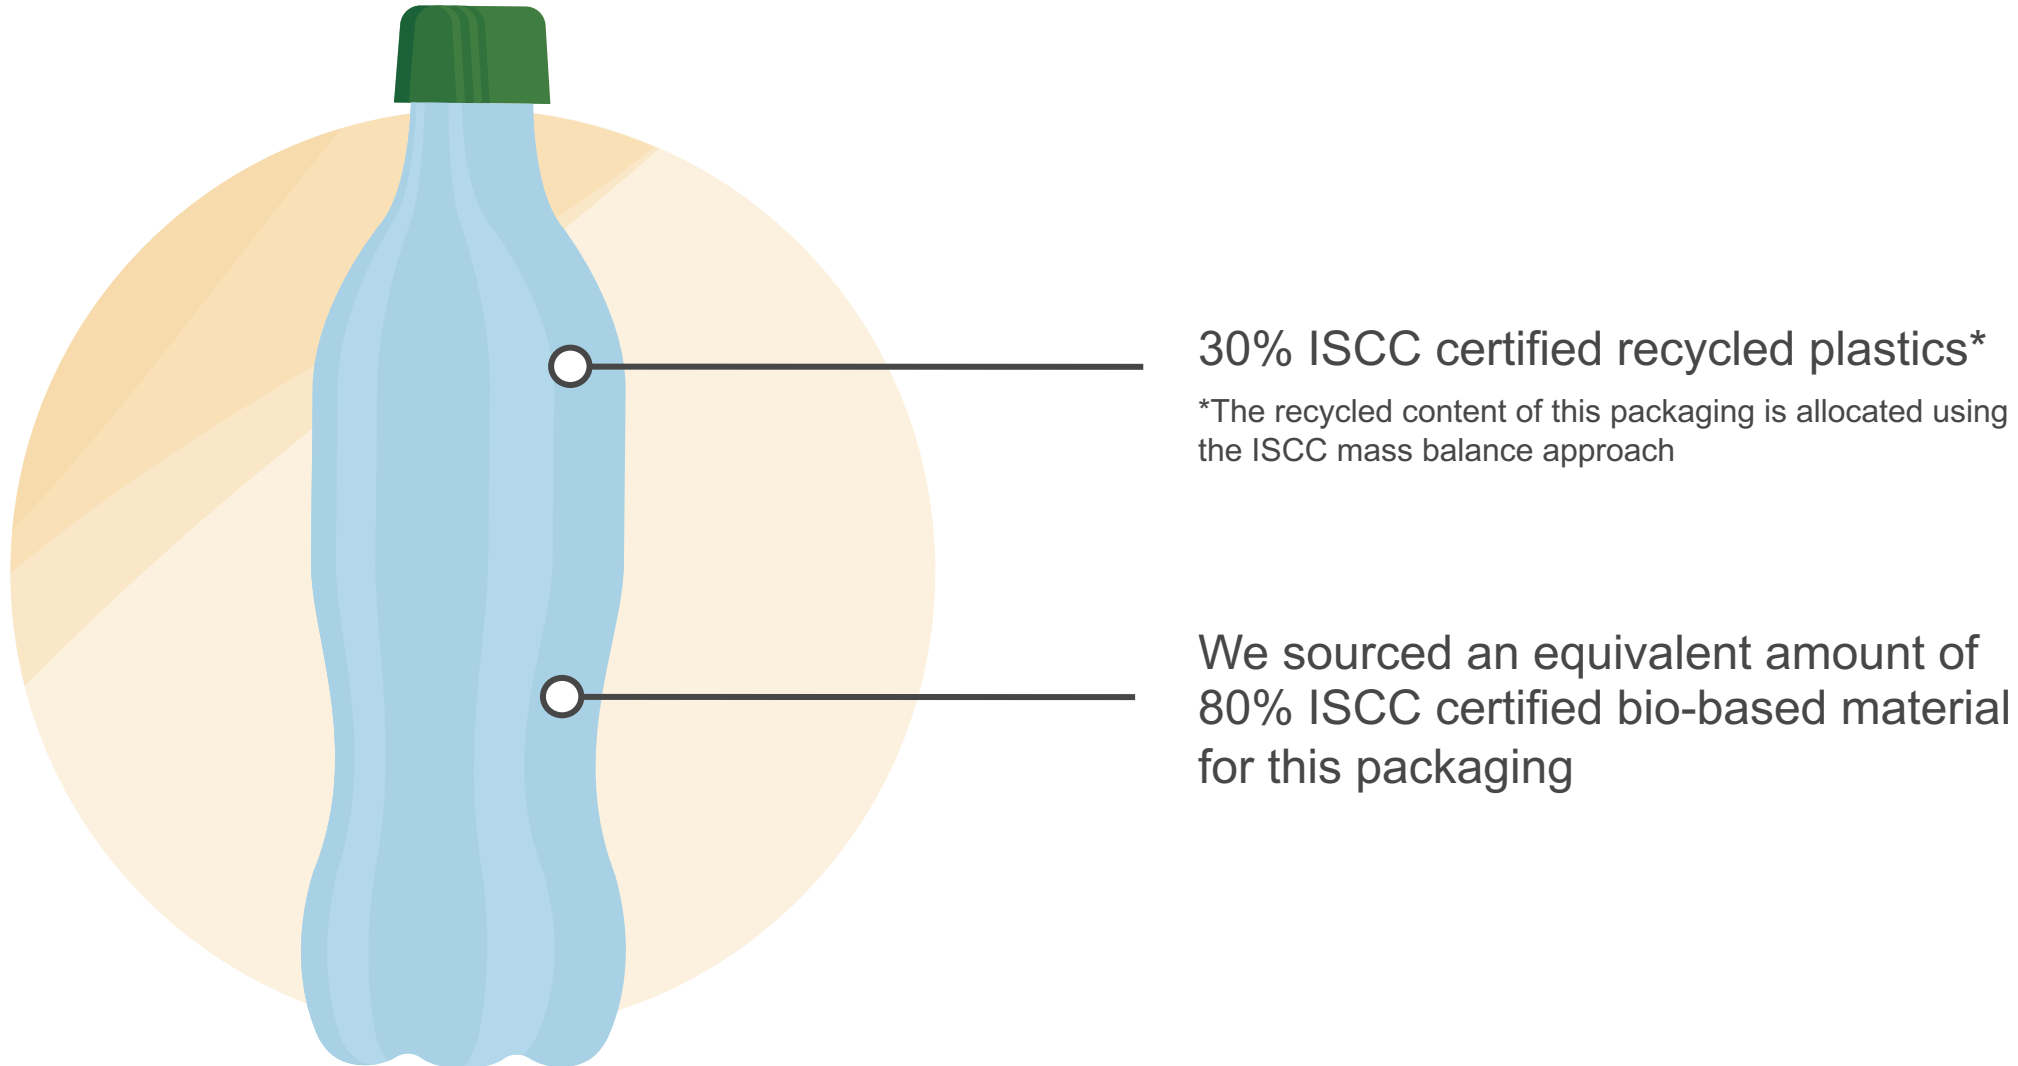 30% ISCC certified recycled plastics*
*The recycled content of this packaging is allocated using
the ISCC mass balance approach
We sourced an equivalent amount of
80% ISCC certified bio-based material
for this packaging